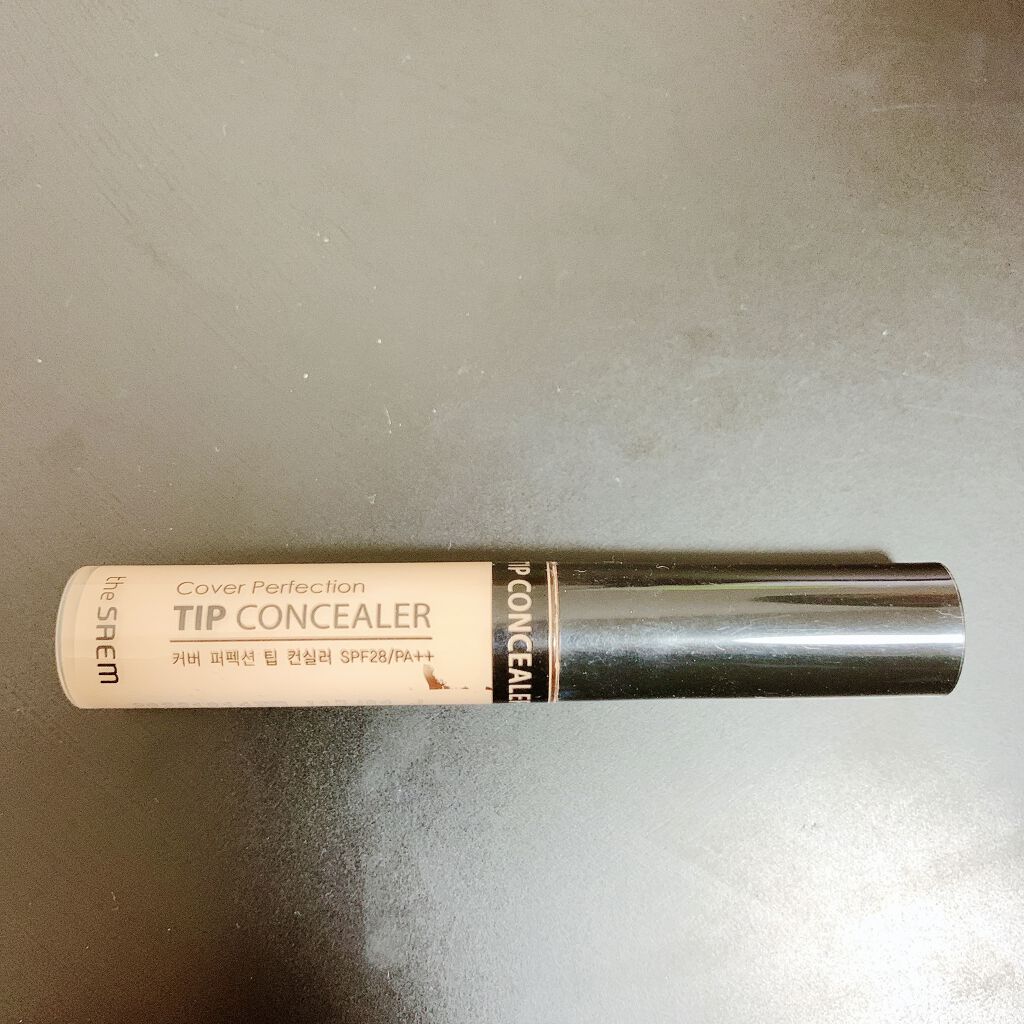 the SAEM
Cover Perfection
TIP CONCEALER
커버 퍼펙션 팁 컨실러 SPF28/PA++
TIP CONCEALER